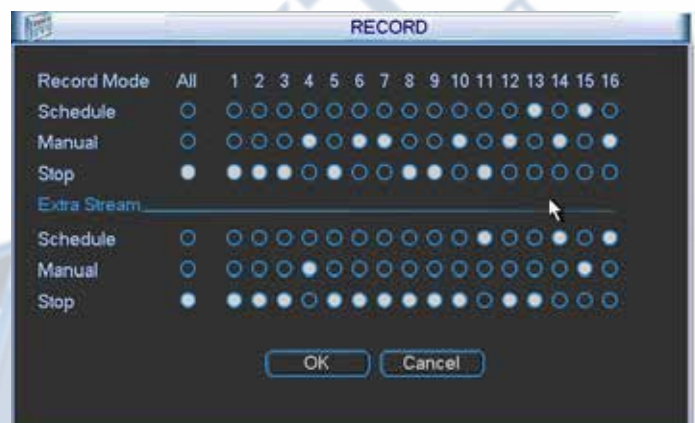 RECORD
Record Mode All 1 2 3 4 5 6 7 8 9 10 11 12 13 14 15 16
Schedule
Manual
Stop
Extra Stream
Schedule
Manual
Stop
OK Cancel